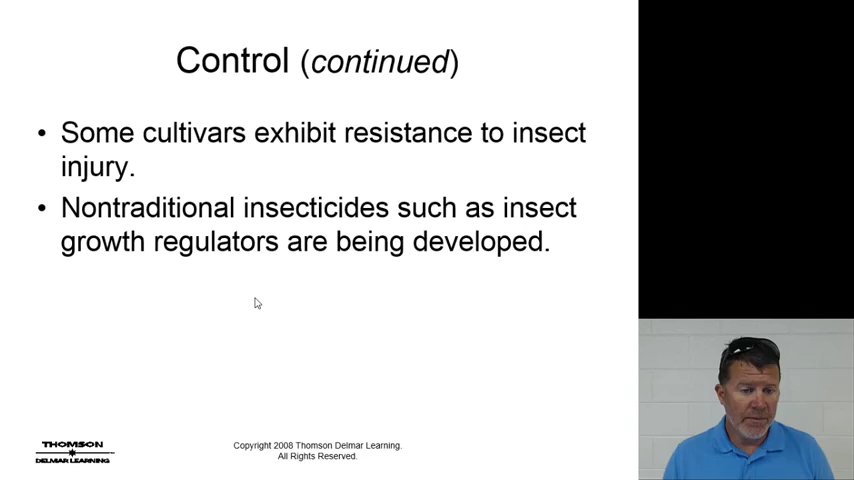 Control (continued)
• Some cultivars exhibit resistance to insect
injury.
• Nontraditional insecticides such as insect
growth regulators are being developed.
THOMSON
DELMAR LEARNING
Copyright 2008 Thomson Delmar Learning.
All Rights Reserved.